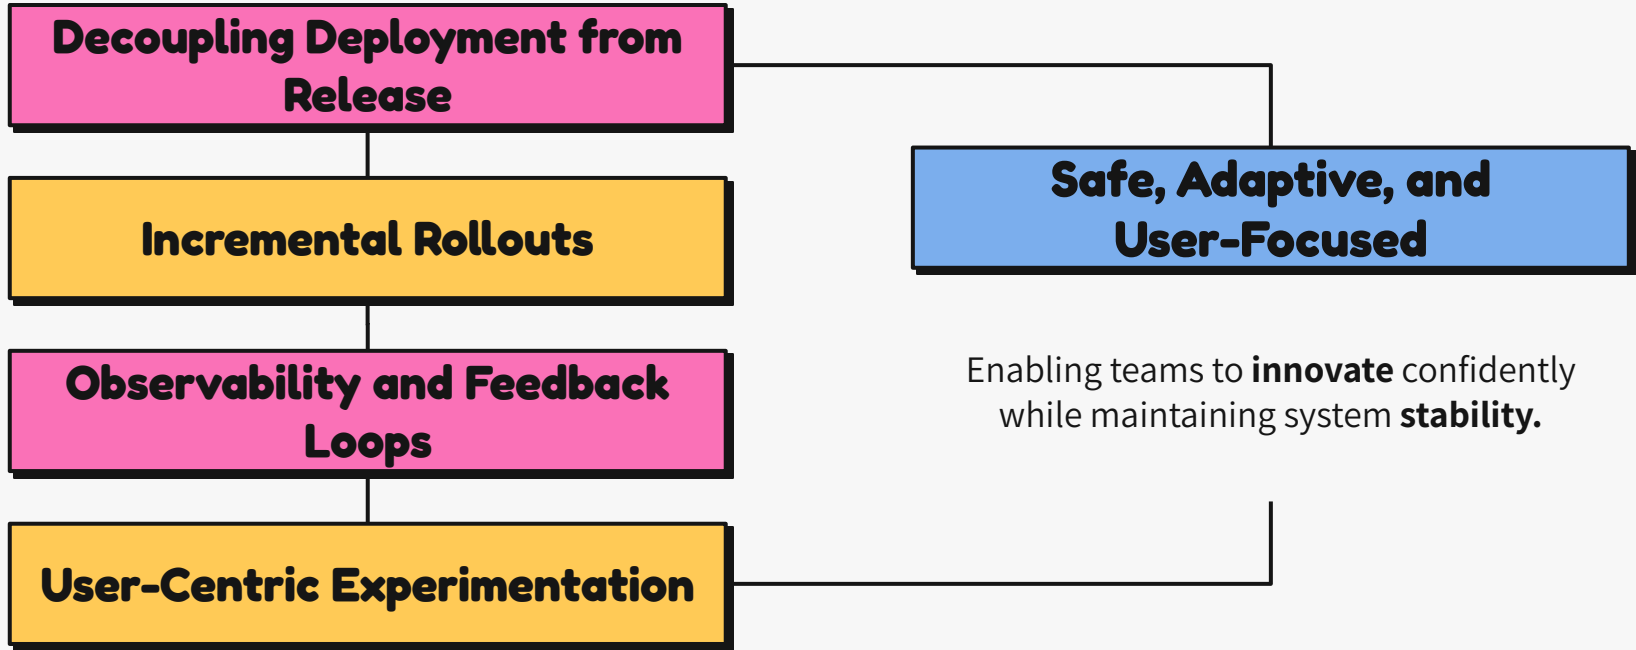 Decoupling Deployment from
Release
Incremental Rollouts
Observability and Feedback
Loops
User-Centric Experimentation
Safe, Adaptive, and
User-Focused
Enabling teams to innovate confidently
while maintaining system stability.